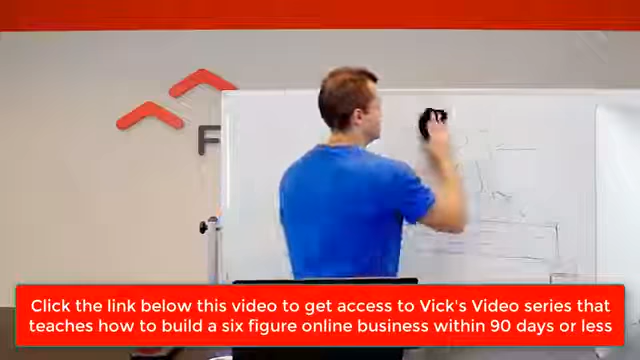 F
Click the link below this video to get access to Vick's Video series that
teaches how to build a six figure online business within 90 days or less